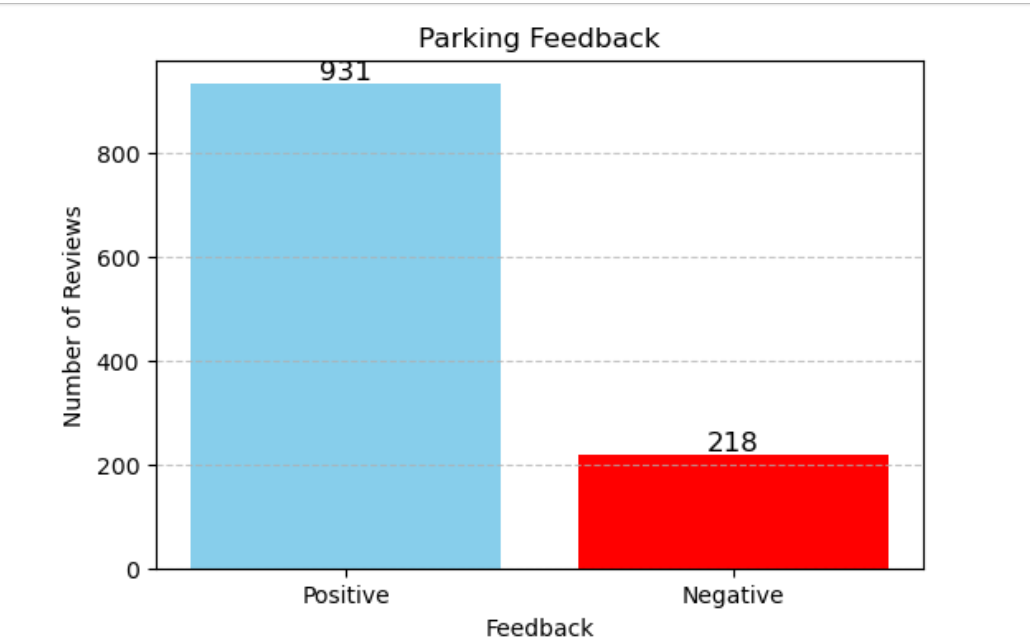 Parking Feedback
931
800
600
400
218
200
0
Number of Reviews
Positive Negative
Feedback